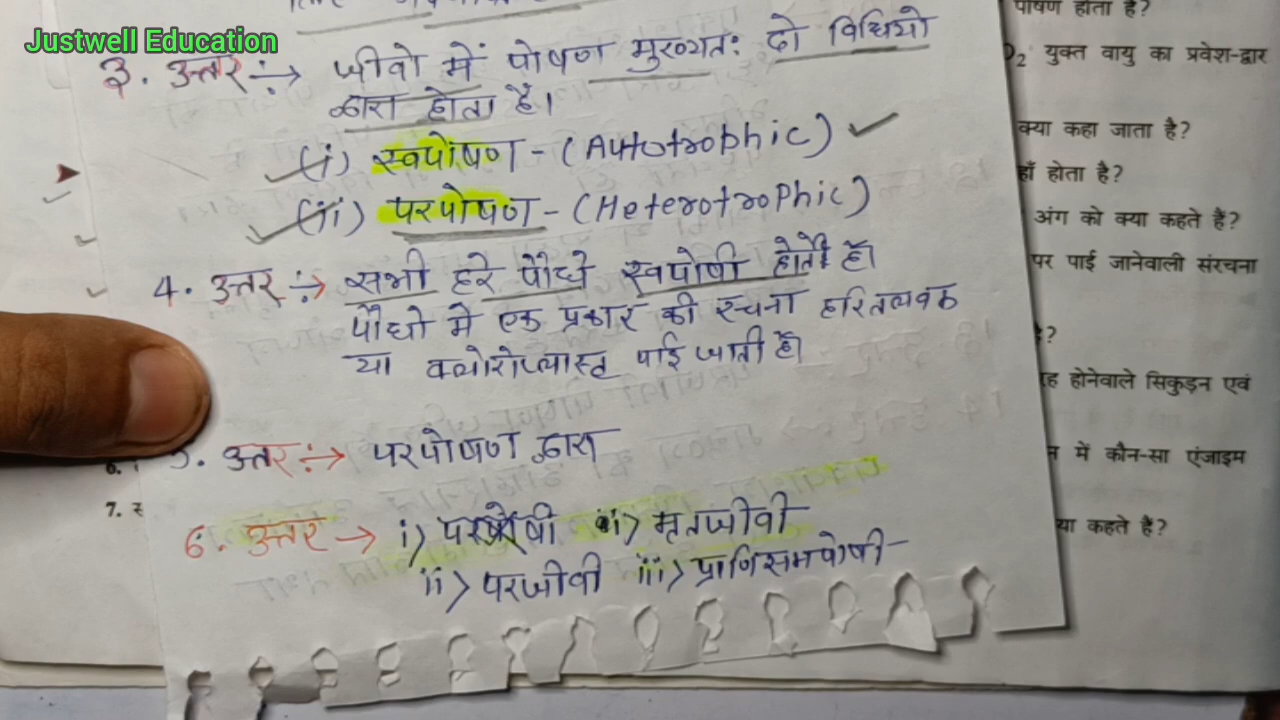 Justwell Education
3. उत्तर :-> जीवो में पोषण मुख्यतः दो विधियो
द्वारा होता है।
(i) स्वपोषण - (Autotrophic)
(ii) परपोषण - (Heterotrophic)
4. उत्तर :-> सभी हरे पौधे स्वपोषी होते हैं।
पौधो मे एक प्रकार की रचना हरितलवक
या क्लोरोप्लास्ट पाई जाती है।
5. उत्तर :-> परपोषण द्वारा
6. उत्तर -> i) परपोषी ii) मृतजीवी
ii) परजीवी iii) प्राणिसमपोषी
6.
7.
पोषण होता है?
O₂ युक्त वायु का प्रवेश-द्वार
क्या कहा जाता है?
होता है?
अंग को क्या कहते हैं?
पर पाई जानेवाली संरचना
है?
होनेवाले सिकुड़न एवं
में कौन-सा एंजाइम
क्या कहते हैं?